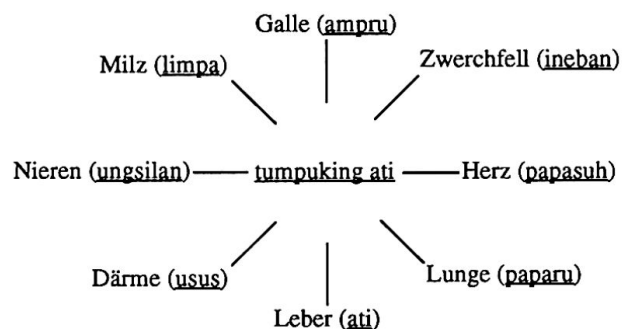 Galle (ampru)
Milz (limpa)
Zwerchfell (ineban)
Nieren (ungsilan)
tumpuking ati
Herz (papasuh)
Därme (usus)
Lunge (paparu)
Leber (ati)